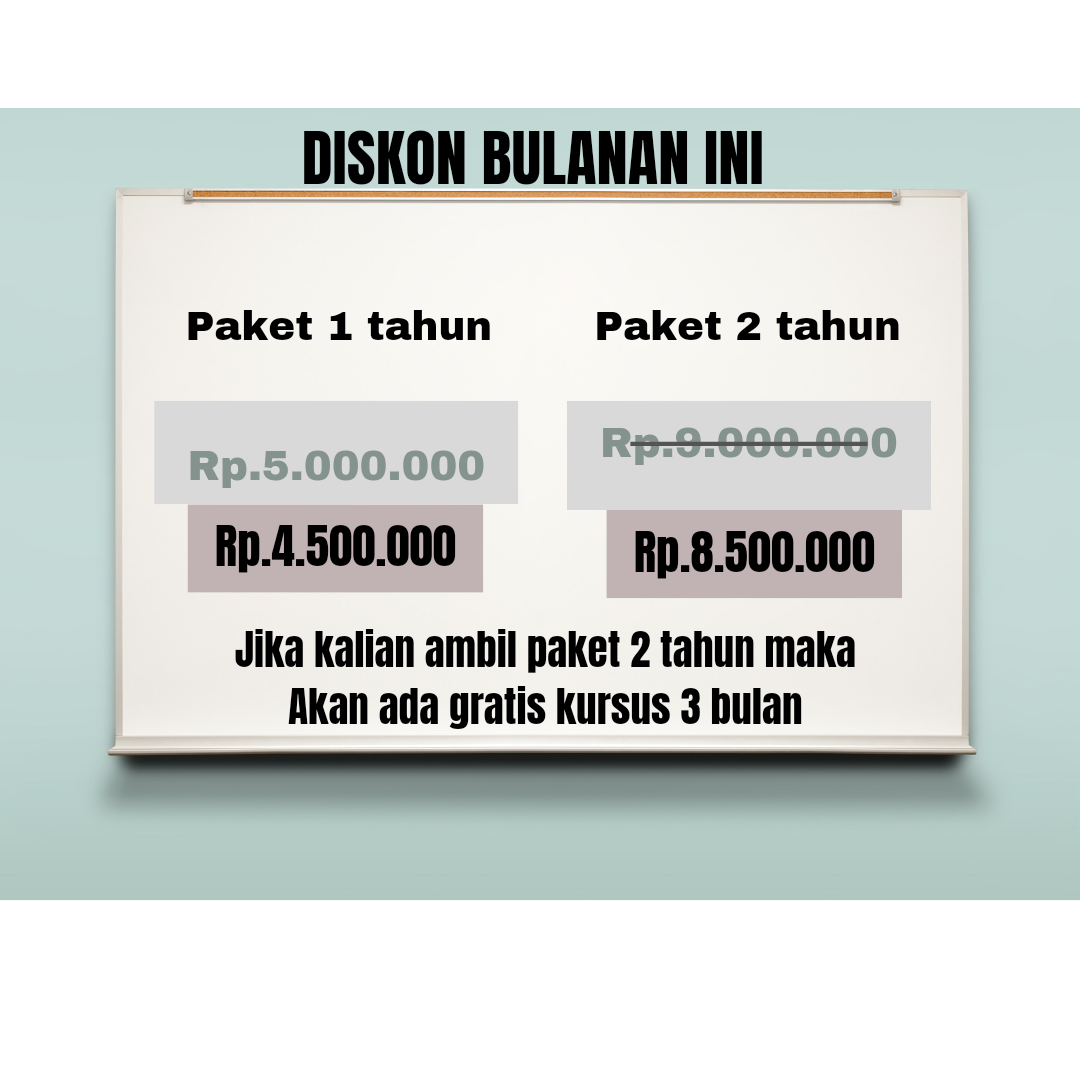 DISKON BULANAN INI
Paket 1 tahun
Paket 2 tahun
Rp.5.000.000
Rp.9.000.000
Rp.4.500.000
Rp.8.500.000
Jika kalian ambil paket 2 tahun maka
Akan ada gratis kursus 3 bulan